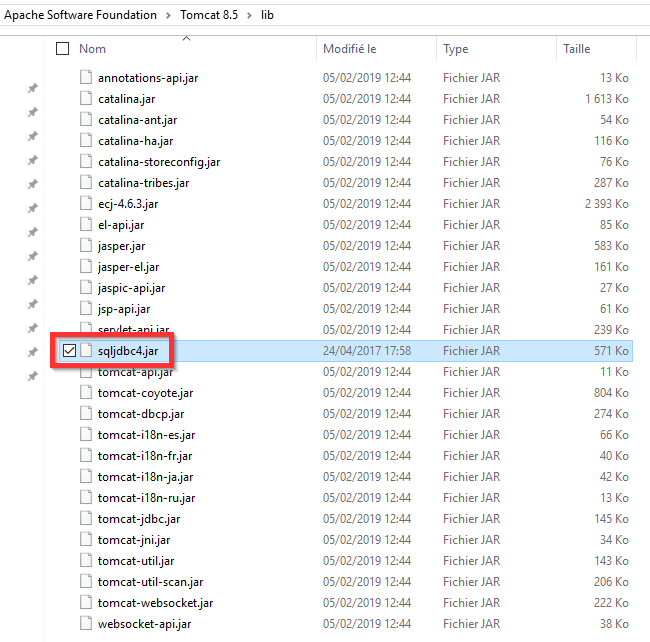 Apache Software Foundation > Tomcat 8.5 > lib
Nom Modifié le Type Taille
annotations-api.jar 05/02/2019 12:44 Fichier JAR 13 Ko
catalina.jar 05/02/2019 12:44 Fichier JAR 1 613 Ko
catalina-ant.jar 05/02/2019 12:44 Fichier JAR 54 Ko
catalina-ha.jar 05/02/2019 12:44 Fichier JAR 116 Ko
catalina-storeconfig.jar 05/02/2019 12:44 Fichier JAR 76 Ko
catalina-tribes.jar 05/02/2019 12:44 Fichier JAR 287 Ko
ecj-4.6.3.jar 05/02/2019 12:44 Fichier JAR 2 393 Ko
el-api.jar 05/02/2019 12:44 Fichier JAR 85 Ko
jasper.jar 05/02/2019 12:44 Fichier JAR 583 Ko
jasper-el.jar 05/02/2019 12:44 Fichier JAR 161 Ko
jaspic-api.jar 05/02/2019 12:44 Fichier JAR 27 Ko
jsp-api.jar 05/02/2019 12:44 Fichier JAR 61 Ko
servlet-api.jar 05/02/2019 12:44 Fichier JAR 239 Ko
sqljdbc4.jar 24/04/2017 17:58 Fichier JAR 571 Ko
tomcat-api.jar 05/02/2019 12:44 Fichier JAR 11 Ko
tomcat-coyote.jar 05/02/2019 12:44 Fichier JAR 804 Ko
tomcat-dbcp.jar 05/02/2019 12:44 Fichier JAR 274 Ko
tomcat-i18n-es.jar 05/02/2019 12:44 Fichier JAR 66 Ko
tomcat-i18n-fr.jar 05/02/2019 12:44 Fichier JAR 40 Ko
tomcat-i18n-ja.jar 05/02/2019 12:44 Fichier JAR 42 Ko
tomcat-i18n-ru.jar 05/02/2019 12:44 Fichier JAR 13 Ko
tomcat-jdbc.jar 05/02/2019 12:44 Fichier JAR 145 Ko
tomcat-jni.jar 05/02/2019 12:44 Fichier JAR 34 Ko
tomcat-util.jar 05/02/2019 12:44 Fichier JAR 143 Ko
tomcat-util-scan.jar 05/02/2019 12:44 Fichier JAR 206 Ko
tomcat-websocket.jar 05/02/2019 12:44 Fichier JAR 222 Ko
websocket-api.jar 05/02/2019 12:44 Fichier JAR 38 Ko